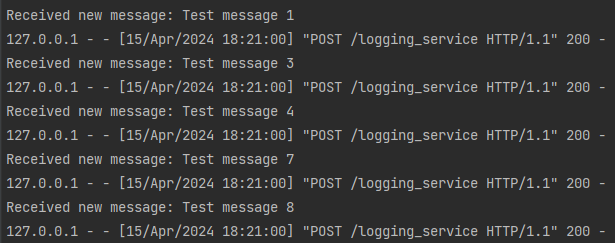 Received new message: Test message 1
127.0.0.1 - - [15/Apr/2024 18:21:00] "POST /logging_service HTTP/1.1" 200 -
Received new message: Test message 3
127.0.0.1 - - [15/Apr/2024 18:21:00] "POST /logging_service HTTP/1.1" 200 -
Received new message: Test message 4
127.0.0.1 - - [15/Apr/2024 18:21:00] "POST /logging_service HTTP/1.1" 200 -
Received new message: Test message 7
127.0.0.1 - - [15/Apr/2024 18:21:00] "POST /logging_service HTTP/1.1" 200 -
Received new message: Test message 8
127.0.0.1 - - [15/Apr/2024 18:21:00] "POST /logging_service HTTP/1.1" 200 -